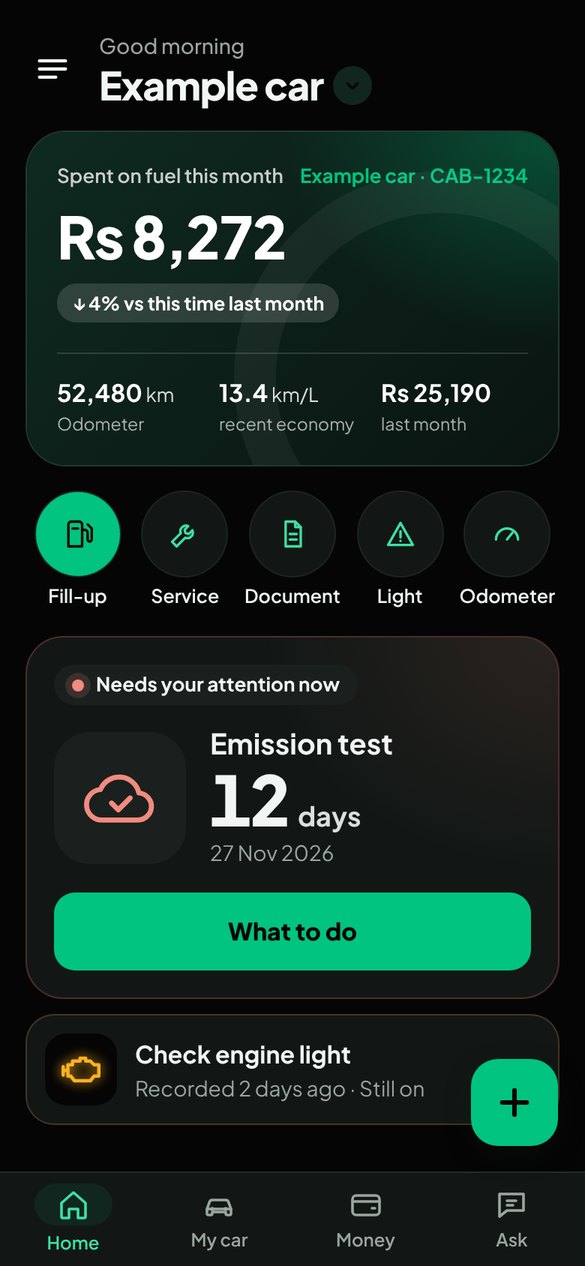 Good morning
Example car
Spent on fuel this month Example car · CAB-1234
Rs 8,272
↓ 4% vs this time last month
52,480 km 13.4 km/L Rs 25,190
Odometer recent economy last month
Fill-up Service Document Light Odometer
Needs your attention now
Emission test
12 days
27 Nov 2026
What to do
Check engine light
Recorded 2 days ago · Still on
Home My car Money Ask